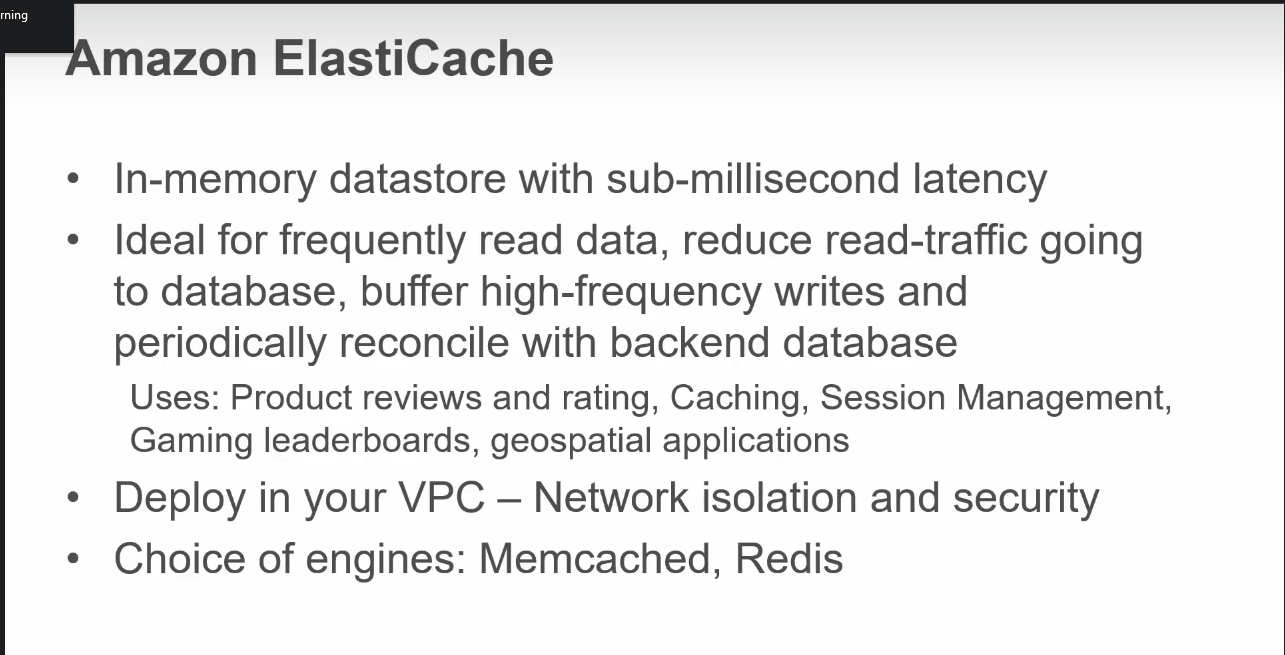 rning
Amazon ElastiCache
• In-memory datastore with sub-millisecond latency
• Ideal for frequently read data, reduce read-traffic going
to database, buffer high-frequency writes and
periodically reconcile with backend database
Uses: Product reviews and rating, Caching, Session Management,
Gaming leaderboards, geospatial applications
• Deploy in your VPC – Network isolation and security
• Choice of engines: Memcached, Redis